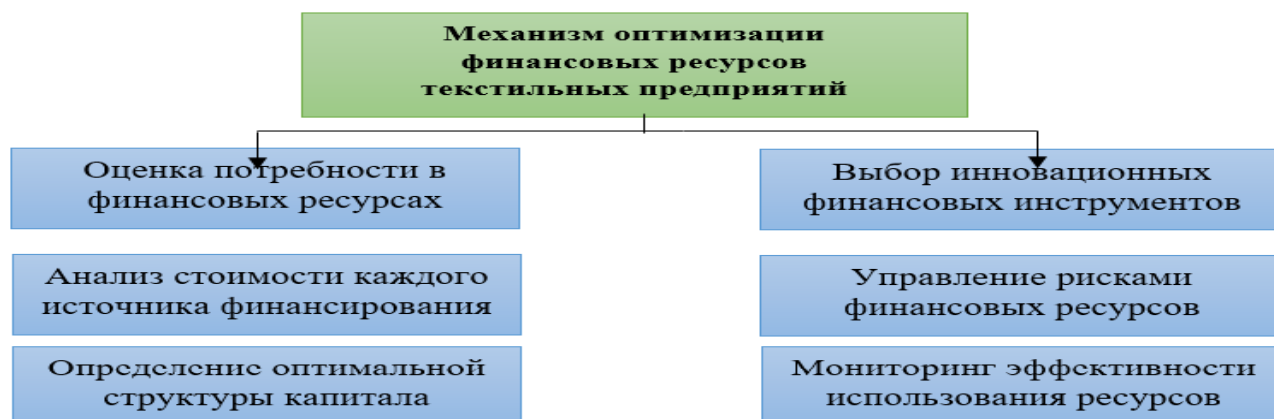 Механизм оптимизации
финансовых ресурсов
текстильных предприятий
Оценка потребности в
финансовых ресурсах
Анализ стоимости каждого
источника финансирования
Определение оптимальной
структуры капитала
Выбор инновационных
финансовых инструментов
Управление рисками
финансовых ресурсов
Мониторинг эффективности
использования ресурсов